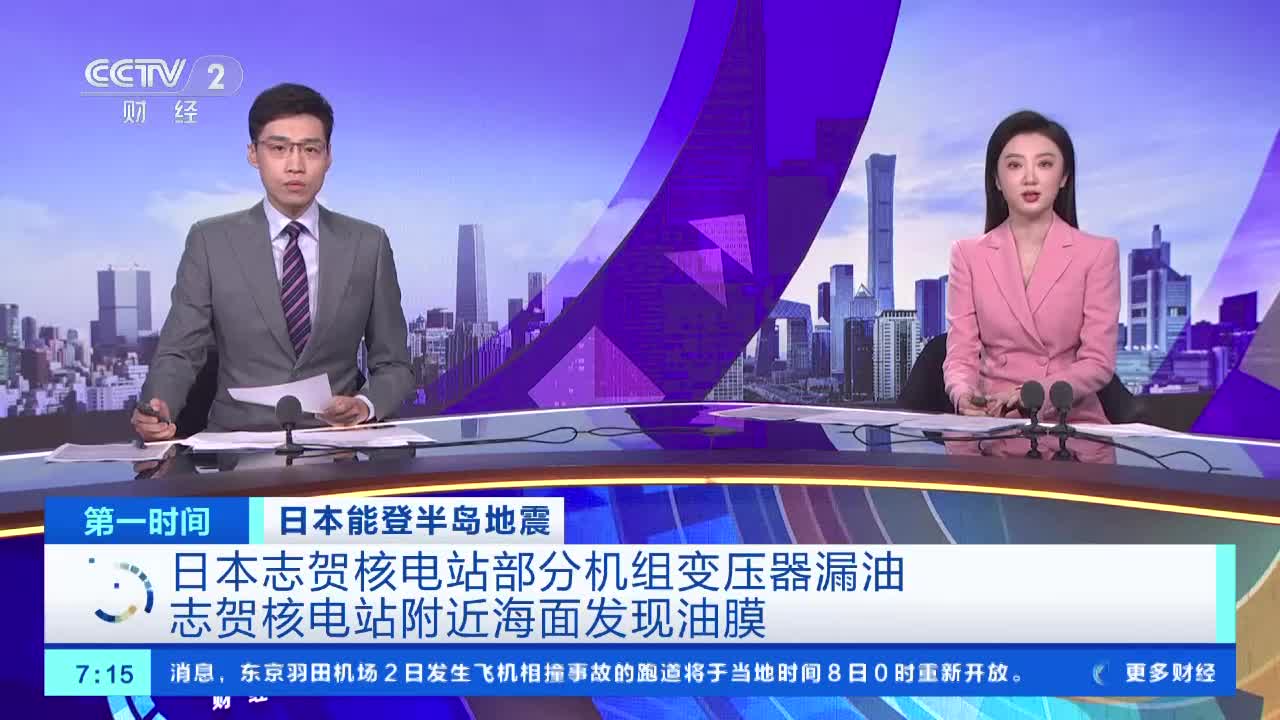 CCTV 2
财 经
第一时间
日本能登半岛地震
日本志贺核电站部分机组变压器漏油
志贺核电站附近海面发现油膜
7:15
消息，东京羽田机场2日发生飞机相撞事故的跑道将于当地时间8日0时重新开放。
更多财经
财 经